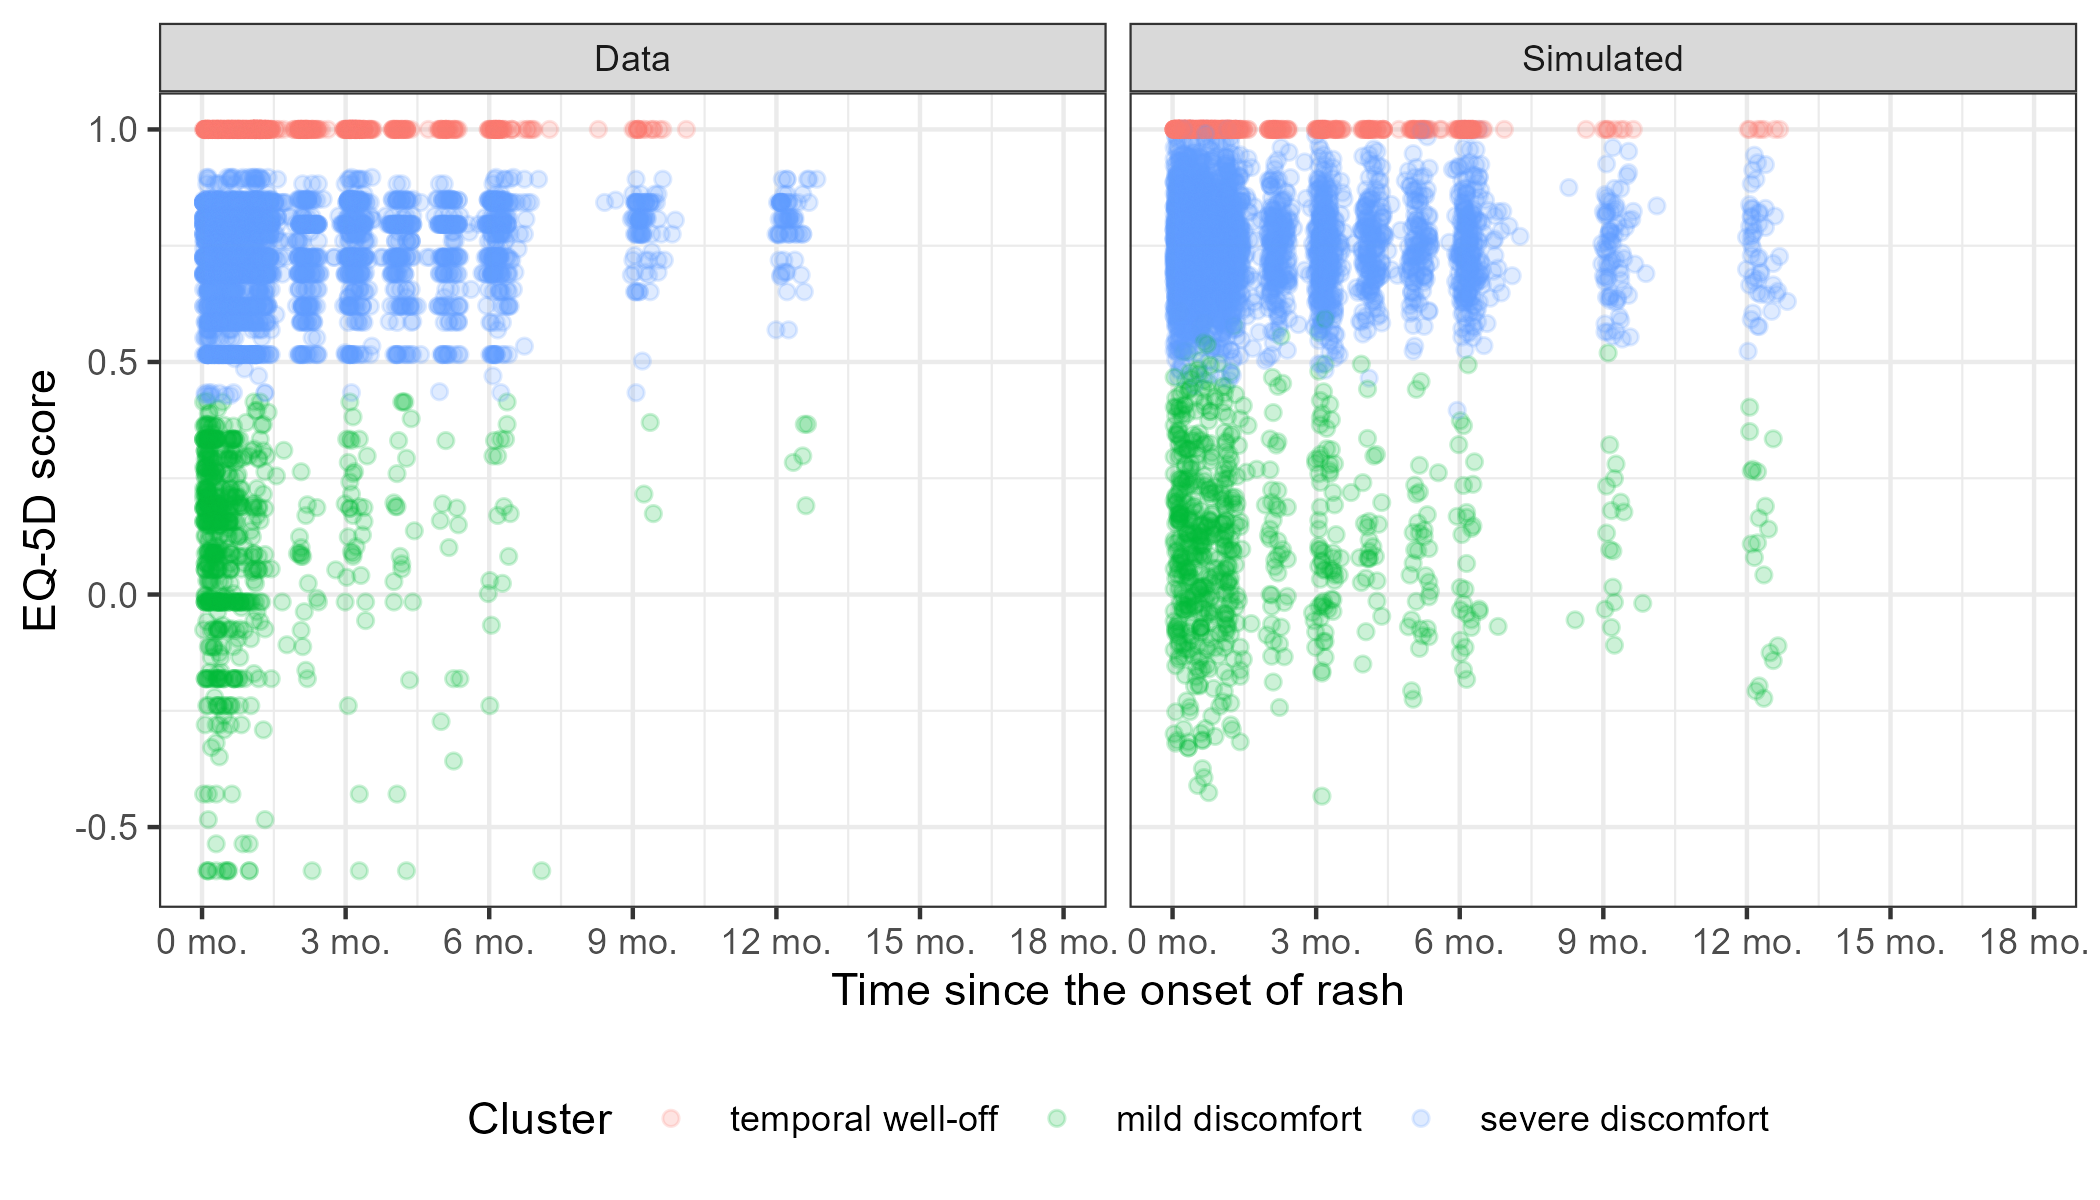 Data Simulated
EQ-5D score
1.0
0.5
0.0
-0.5
0 mo. 3 mo. 6 mo. 9 mo. 12 mo. 15 mo. 18 mo. 0 mo. 3 mo. 6 mo. 9 mo. 12 mo. 15 mo. 18 mo.
Time since the onset of rash
Cluster temporal well-off mild discomfort severe discomfort